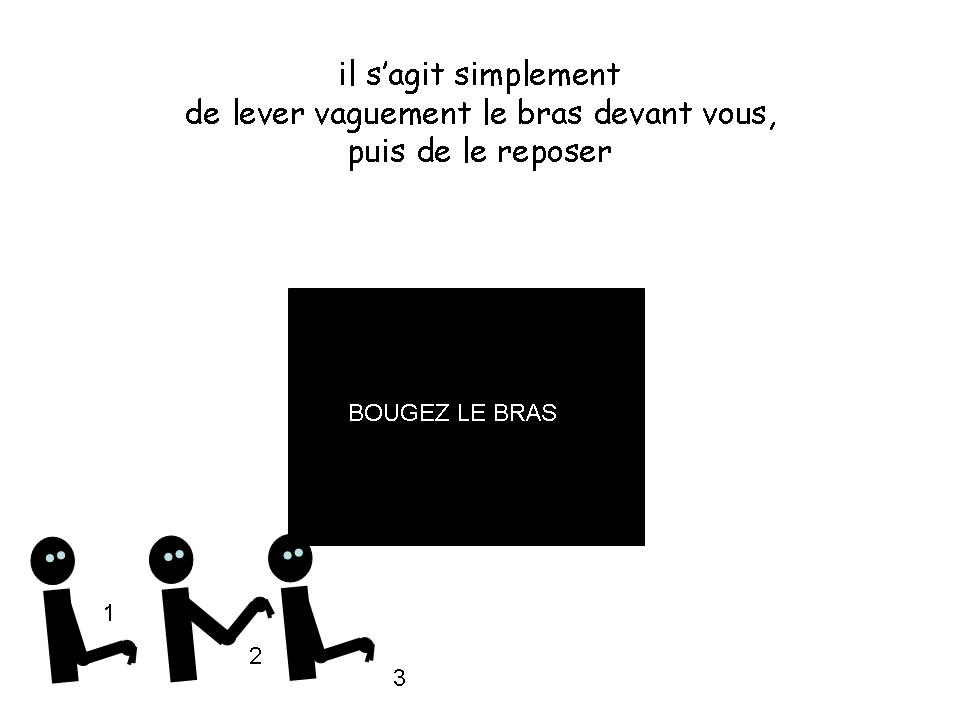 il s’agit simplement
de lever vaguement le bras devant vous,
puis de le reposer
BOUGEZ LE BRAS
1
2
3